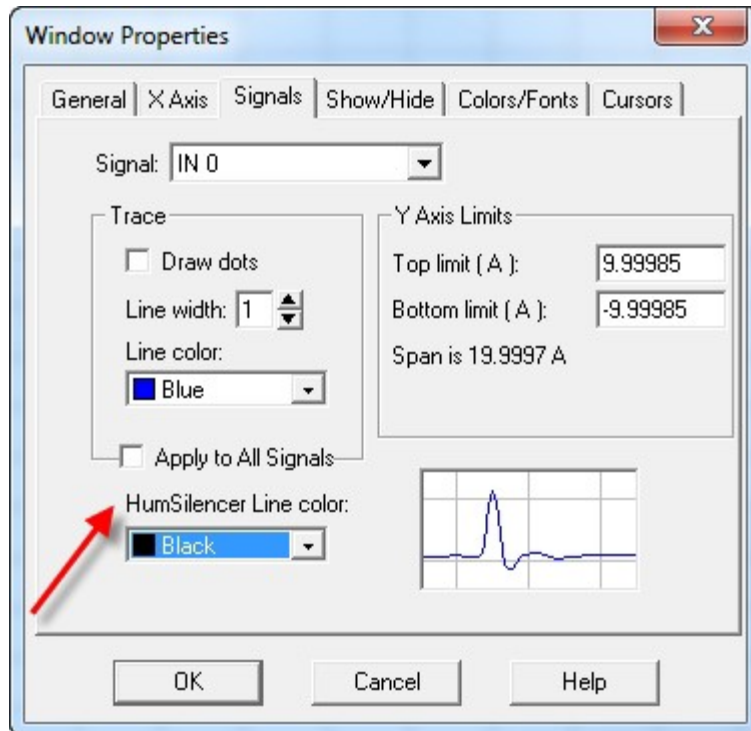 Window Properties
General X Axis Signals Show/Hide Colors/Fonts Cursors
Signal: IN 0
Trace
Draw dots
Line width: 1
Line color:
Blue
Apply to All Signals
Y Axis Limits
Top limit ( A ): 9.99985
Bottom limit ( A ): -9.99985
Span is 19.9997 A
HumSilencer Line color:
Black
OK Cancel Help